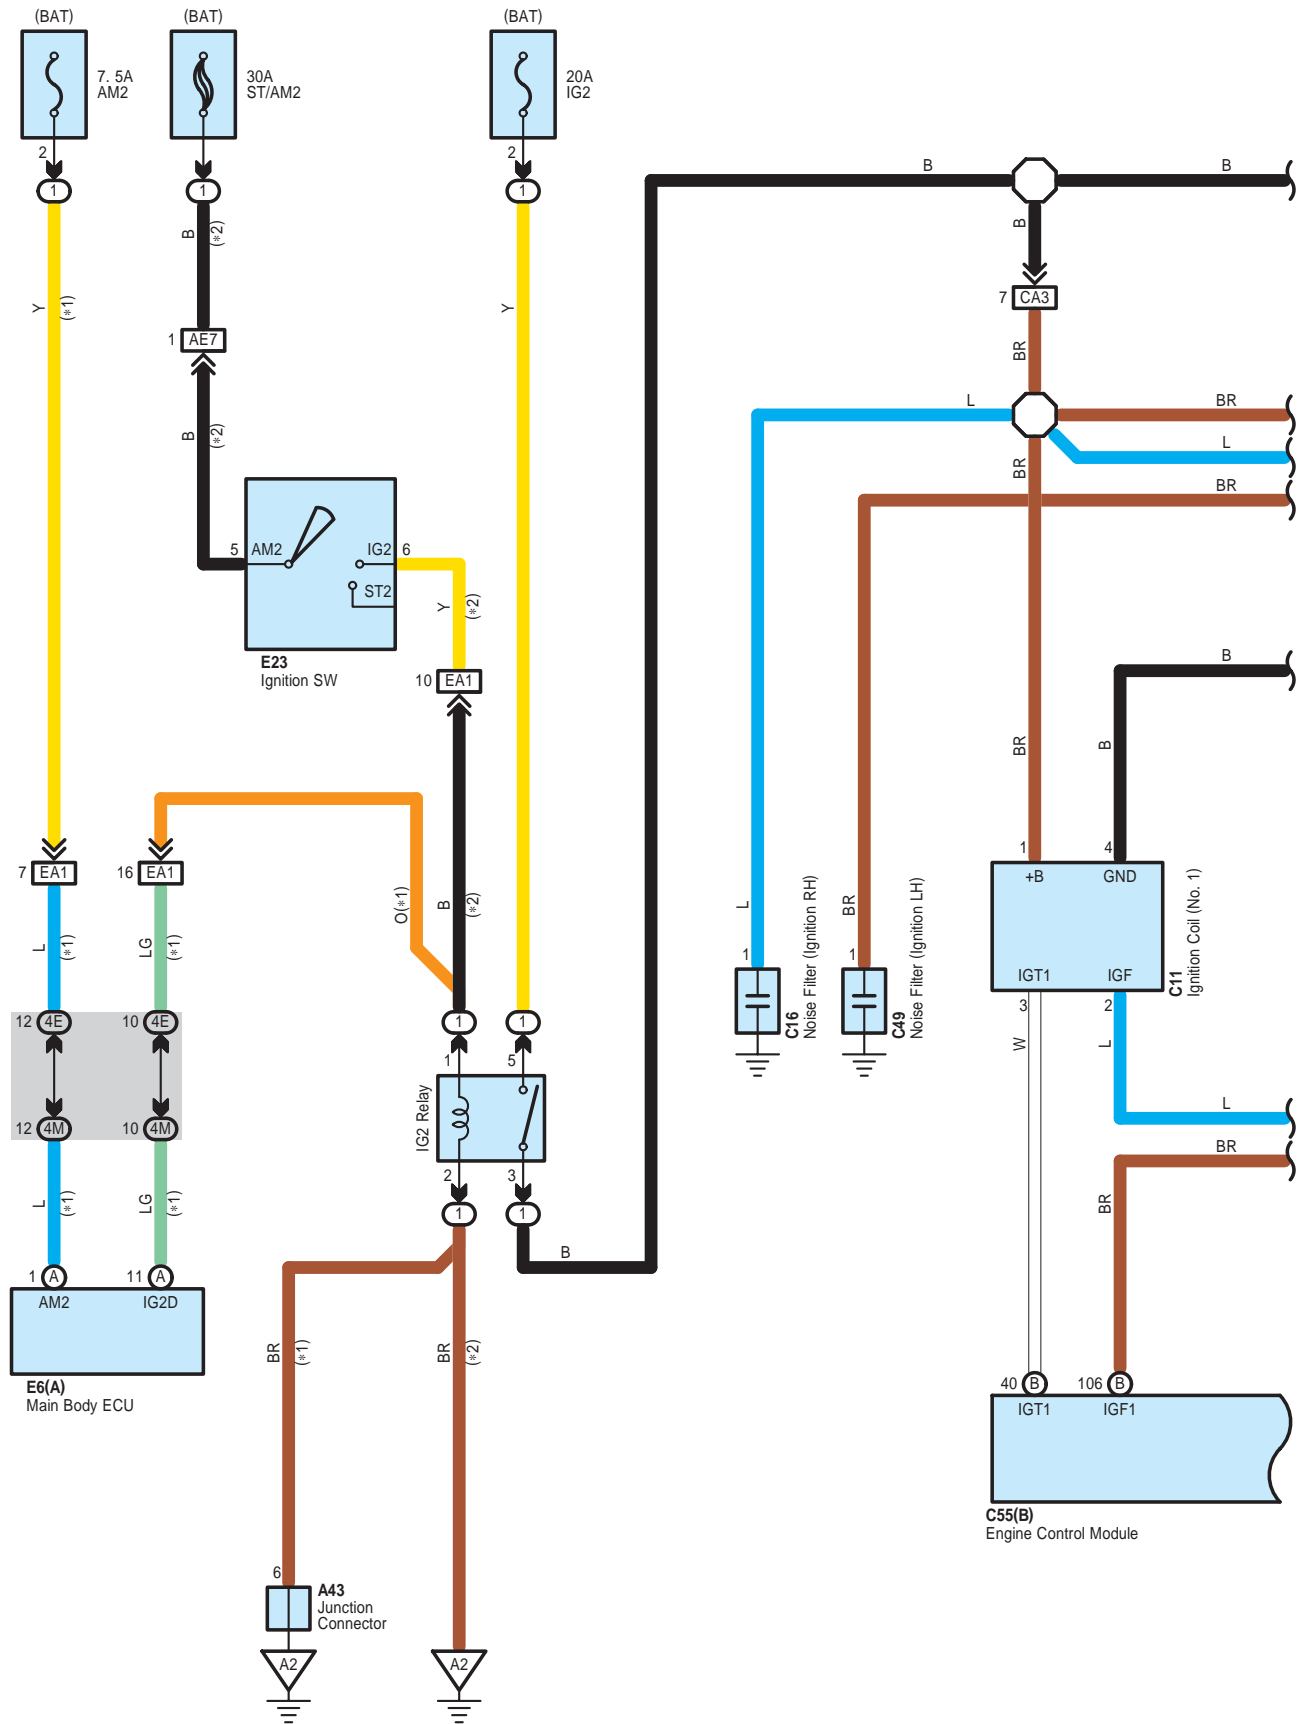 (BAT)
(BAT)
(BAT)
7. 5A
AM2
30A
ST/AM2
20A
IG2
2
2
1
1
1
B
B
B
(*2)
B
Y
(*1)
Y
7
CA3
1
AE7
BR
L
BR
B
(*2)
L
BR
BR
5
AM2
IG2
6
ST2
Y
(*2)
E23
Ignition SW
10
EA1
B
BR
B
1
4
7
EA1
16
EA1
+B
GND
O(*1)
B
(*2)
L
BR
L
(*1)
LG
(*1)
1
C16
Noise Filter (Ignition RH)
1
C49
Noise Filter (Ignition LH)
IGT1
IGF
C11
Ignition Coil (No. 1)
3
2
12
4E
10
4E
1
1
W
L
1
5
IG2 Relay
L
12
4M
10
4M
BR
2
3
L
(*1)
LG
(*1)
1
1
BR
B
1
A
11
A
AM2
IG2D
BR
(*1)
BR
(*2)
E6(A)
Main Body ECU
40
B
106
B
IGT1
IGF1
C55(B)
Engine Control Module
6
A43
Junction
Connector
A2
A2